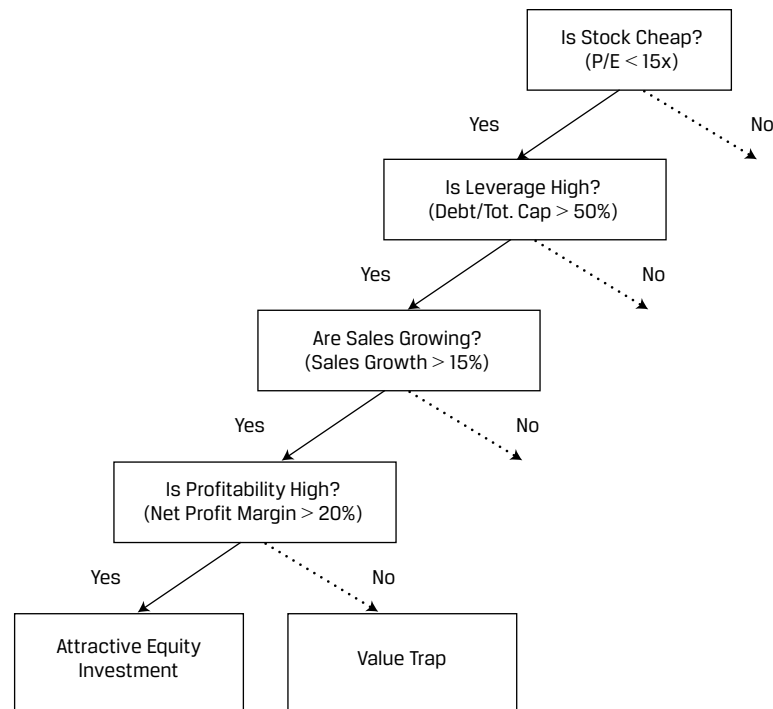 Is Stock Cheap?
(P/E < 15x)
Yes
No
Is Leverage High?
(Debt/Tot. Cap > 50%)
Yes
No
Are Sales Growing?
(Sales Growth > 15%)
Yes
No
Is Profitability High?
(Net Profit Margin > 20%)
Yes
No
Attractive Equity
Investment
Value Trap